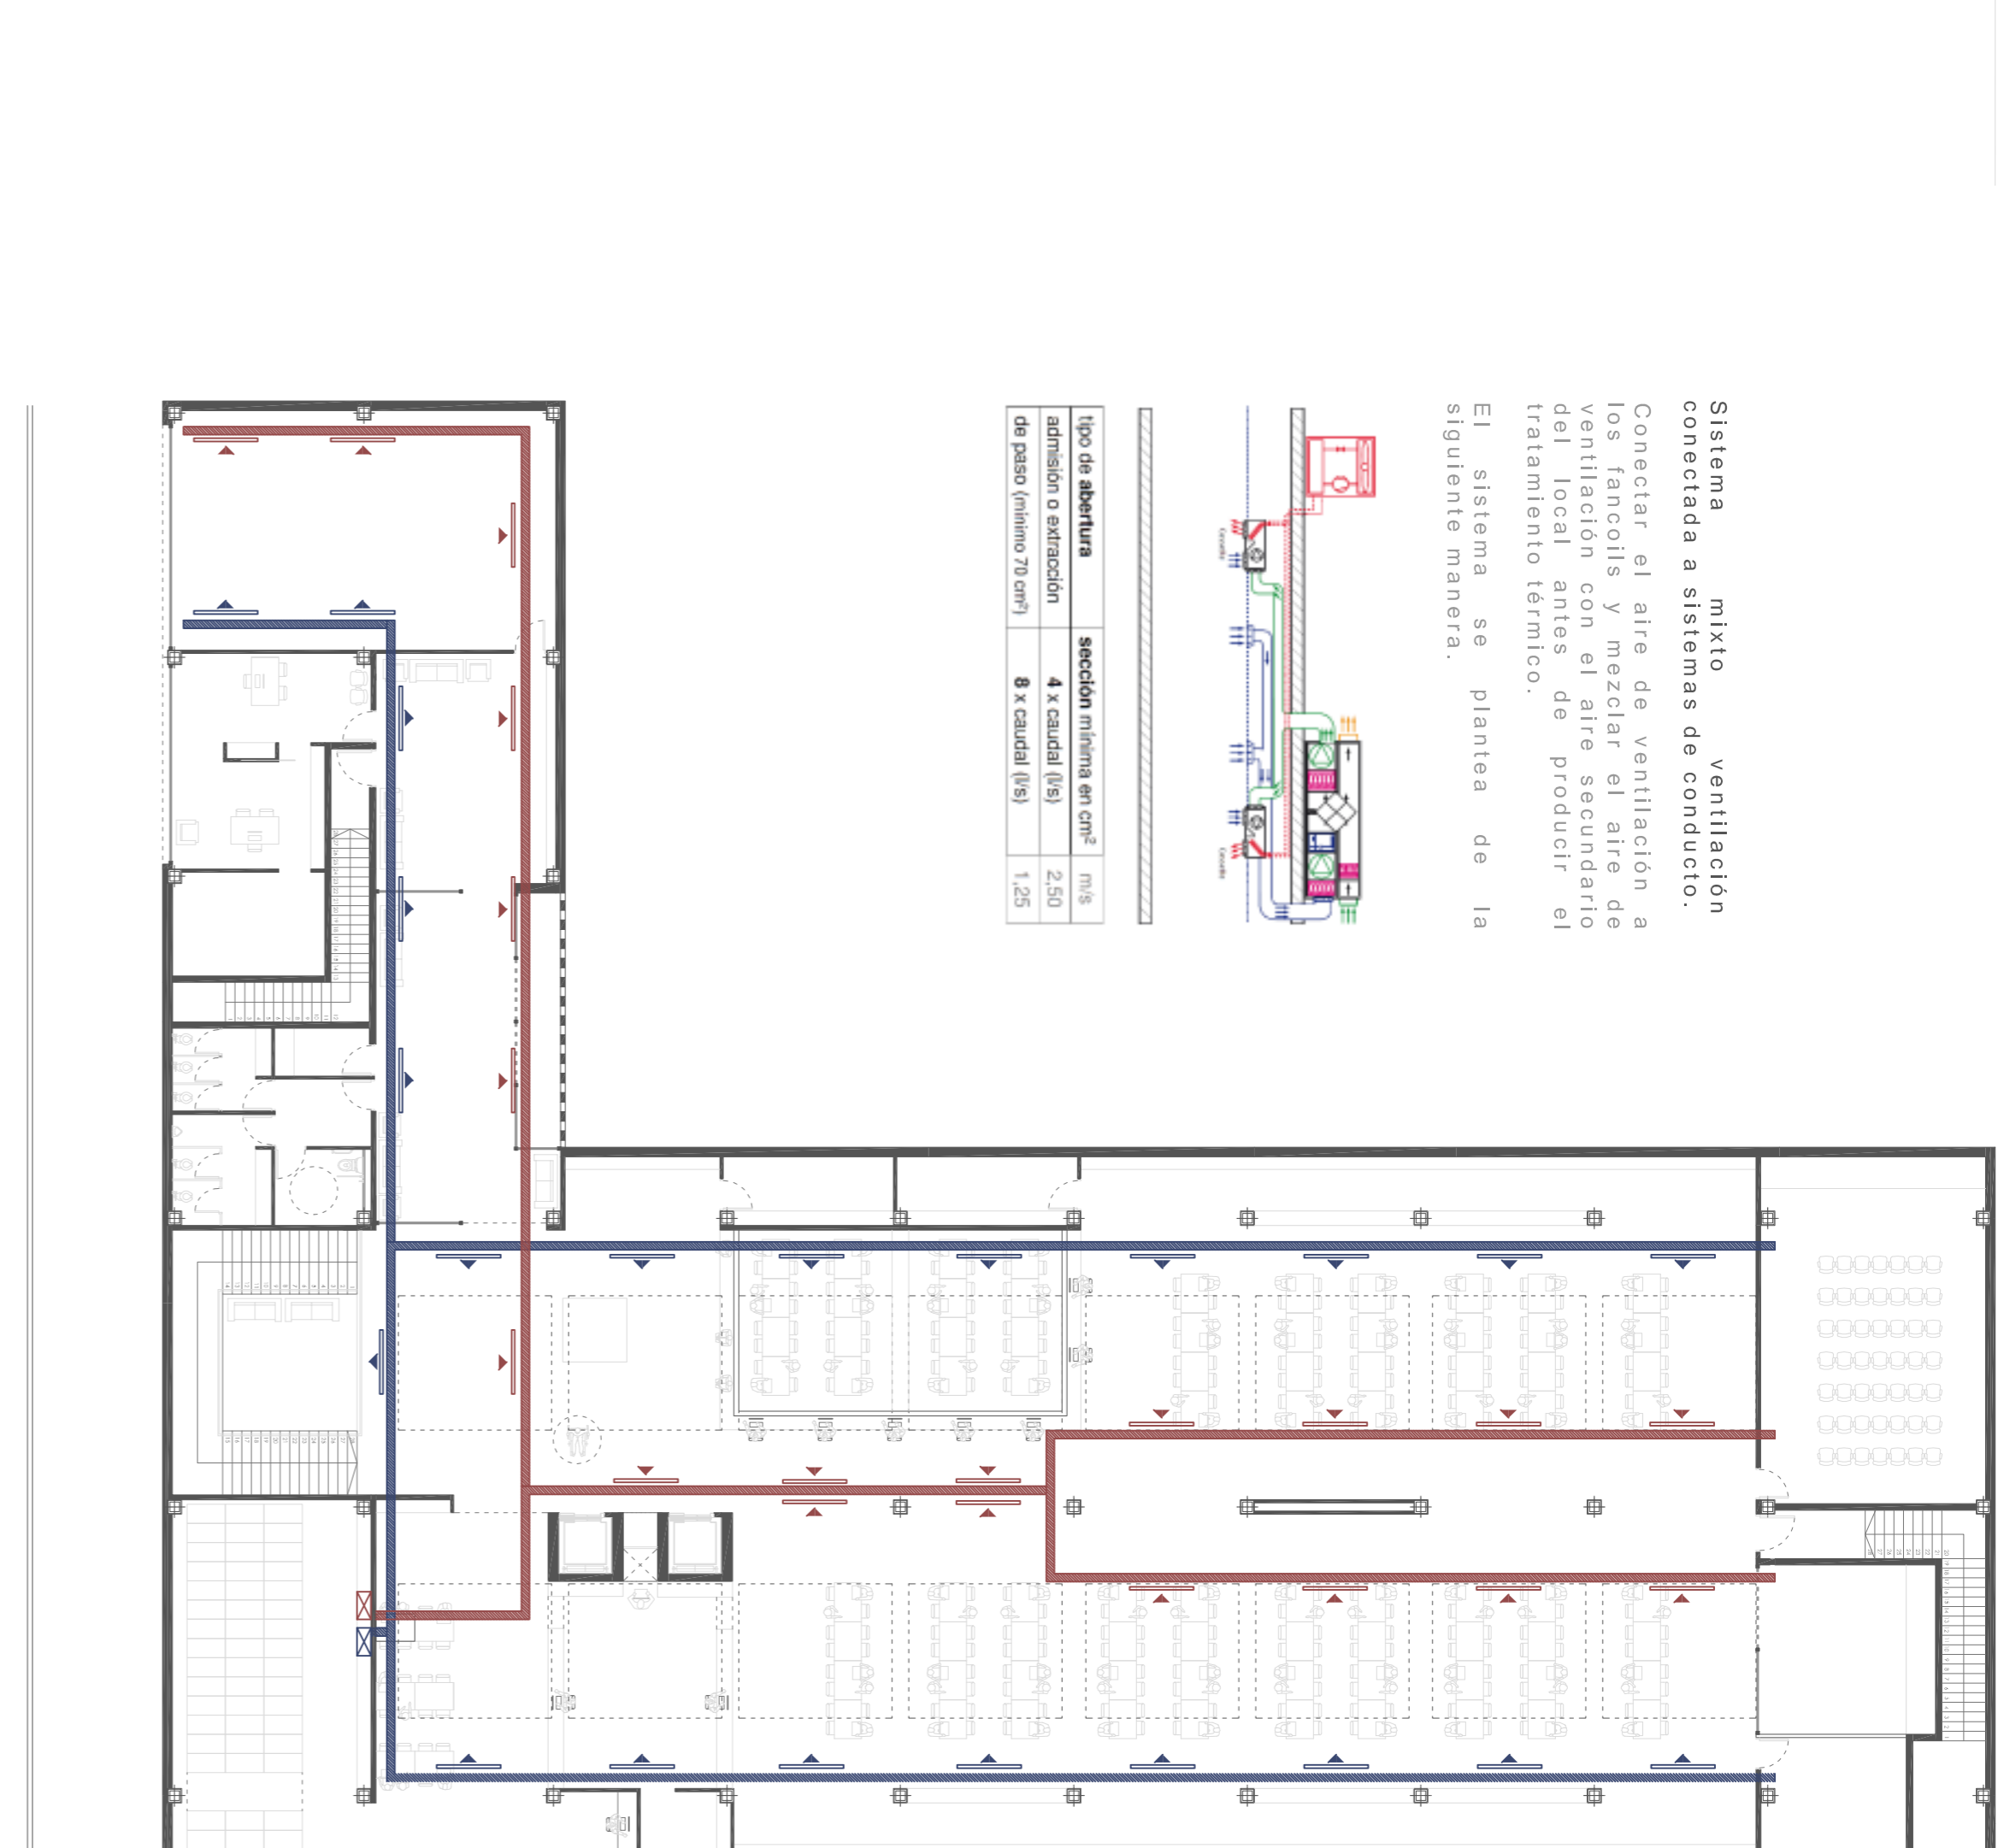 Sistema mixto ventilación
conectada a sistemas de conducto.
Conectar el aire de ventilación a
los fancoils y mezclar el aire de
ventilación con el aire secundario
del local antes de producir el
tratamiento térmico.
El sistema se plantea de la
siguiente manera.
tipo de abertura sección mínima en cm² m/s
admisión o extracción 4 x caudal (l/s) 2,50
de paso (mínimo 70 cm²) 8 x caudal (l/s) 1,25